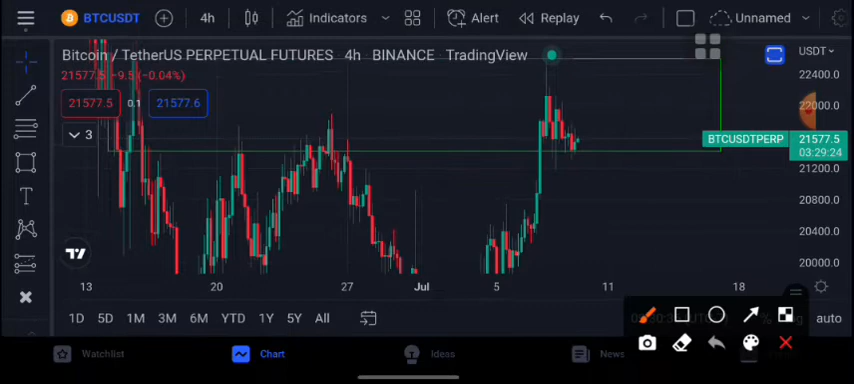 BTCUSDT 4h Indicators Alert Replay Unnamed
Bitcoin / TetherUS PERPETUAL FUTURES 4h BINANCE TradingView
USDT
21577.5 −9.5 (−0.04%)
22400.0
21577.5 0.1 21577.6
22000.0
3
BTCUSDTPERP 21577.5
03:29:24
21200.0
20800.0
20400.0
20000.0
13 20 27 Jul 5 11 18
1D 5D 1M 3M 6M YTD 1Y 5Y All
auto
Watchlist Chart Ideas News